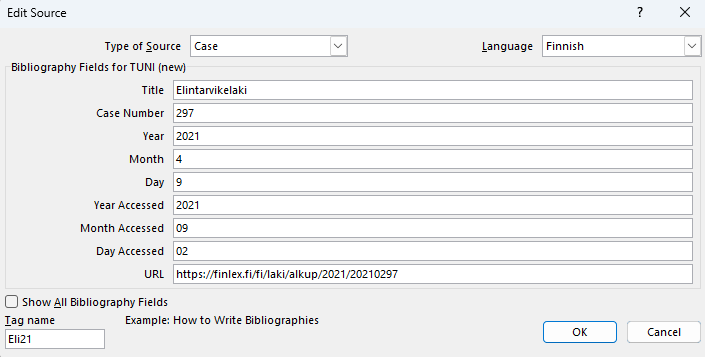 Edit Source
?
Type of Source Case Language Finnish
Bibliography Fields for TUNI (new)
Title Elintarvikelaki
Case Number 297
Year 2021
Month 4
Day 9
Year Accessed 2021
Month Accessed 09
Day Accessed 02
URL https://finlex.fi/fi/laki/alkup/2021/20210297
Show All Bibliography Fields
Tag name Example: How to Write Bibliographies
Eli21 OK Cancel